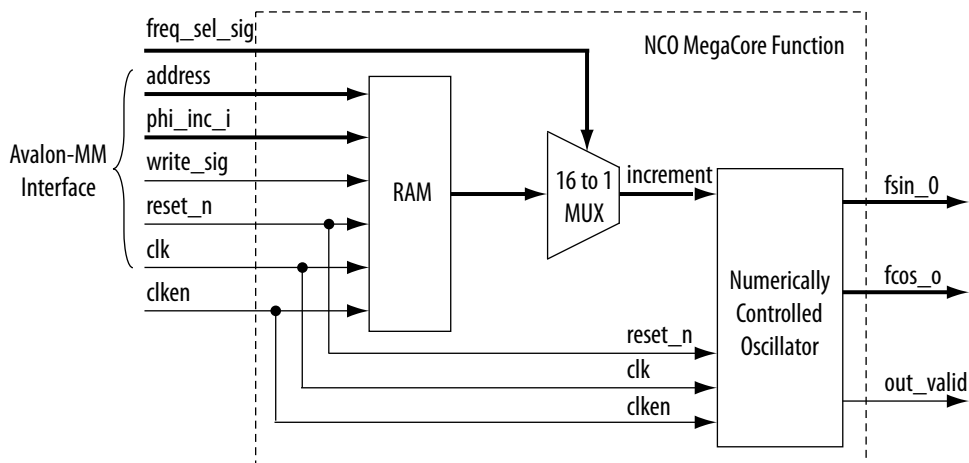 freq_sel_sig
NCO MegaCore Function
address
phi_inc_i
Avalon-MM
Interface
write_sig
reset_n
clk
clken
RAM
16 to 1
MUX
increment
Numerically
Controlled
Oscillator
reset_n
clk
clken
fsin_0
fcos_o
out_valid